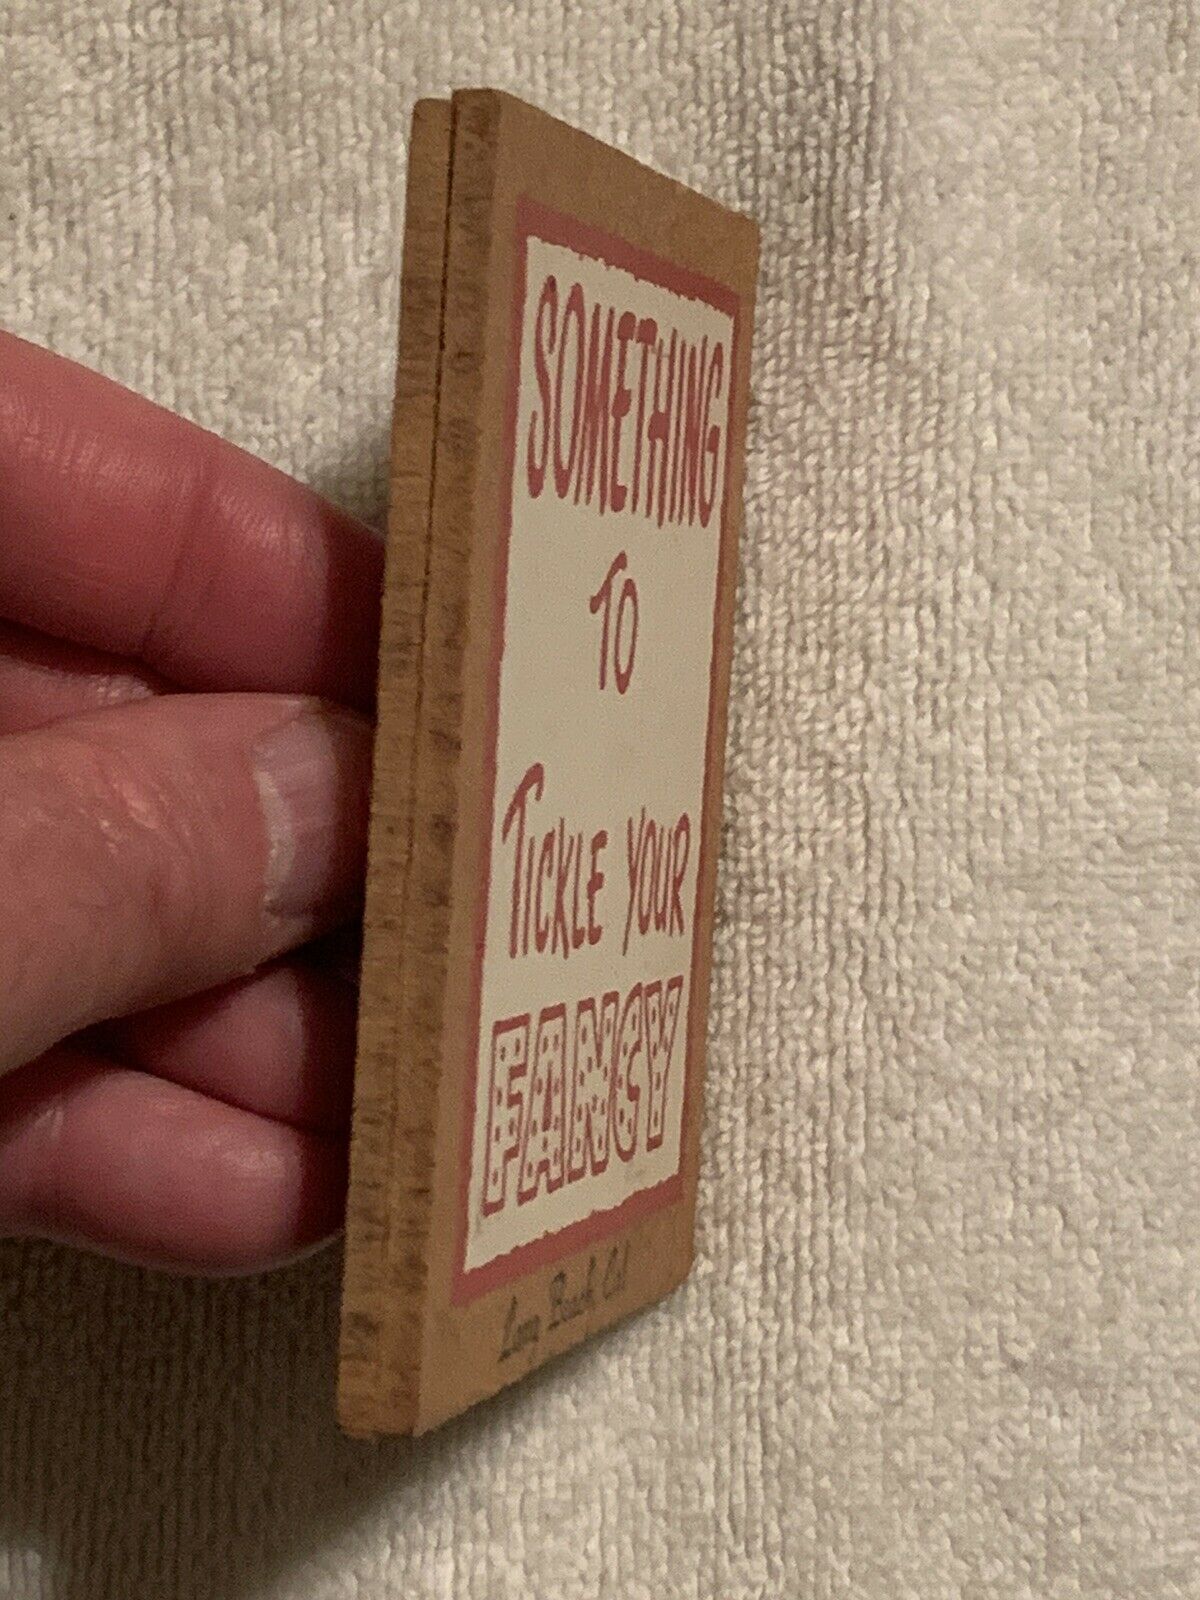 SOMETHING
TO
TICKLE YOUR
FANCY
Long Beach Cal